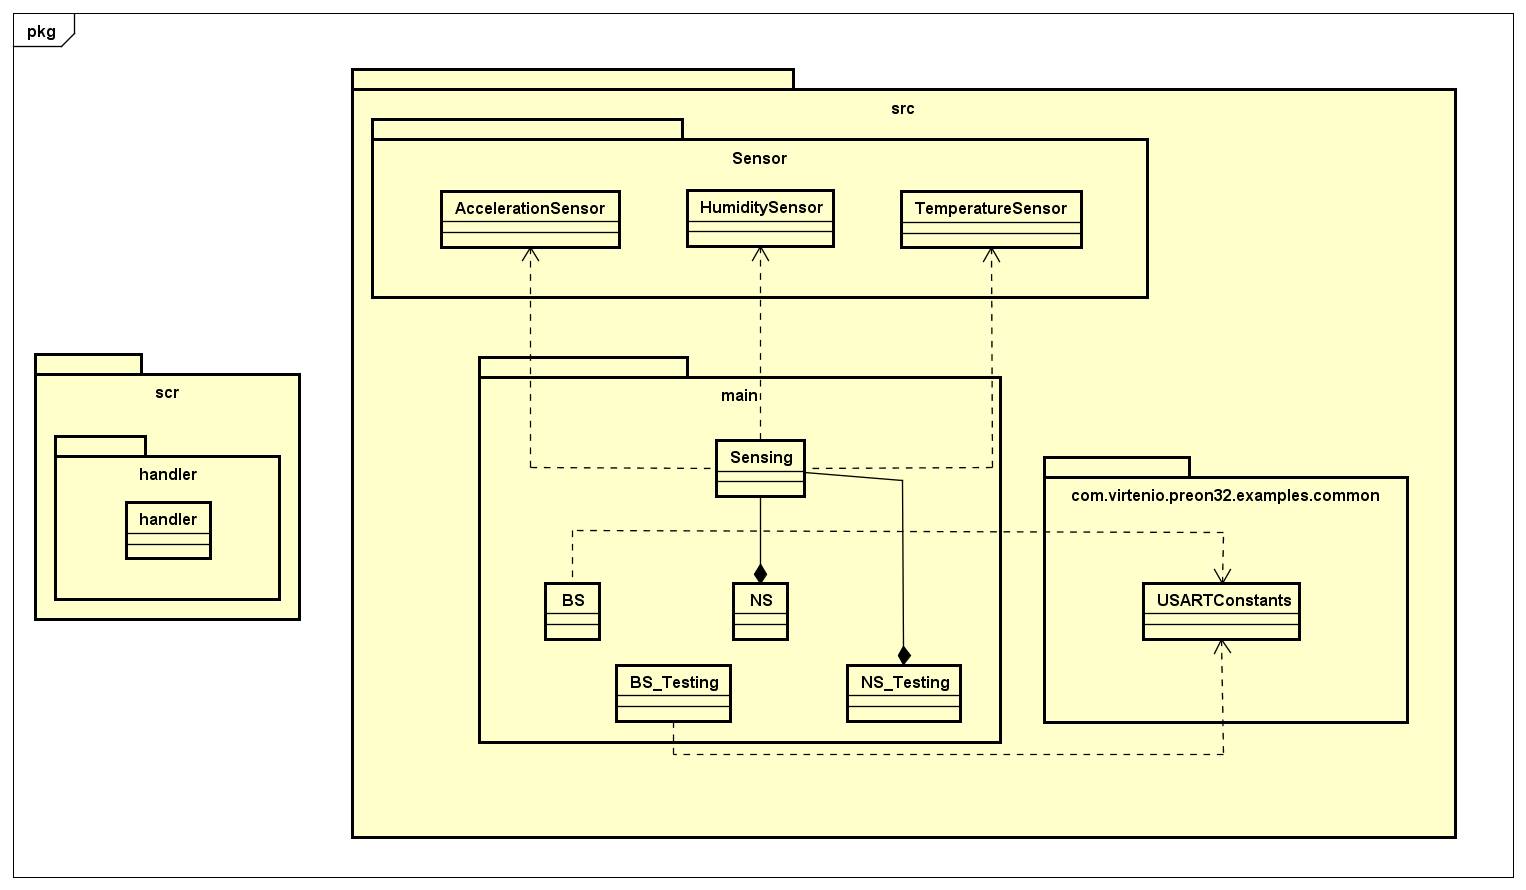 pkg
src
Sensor
AccelerationSensor
HumiditySensor
TemperatureSensor
scr
handler
handler
main
Sensing
BS
NS
BS_Testing
NS_Testing
com.virtenio.preon32.examples.common
USARTConstants